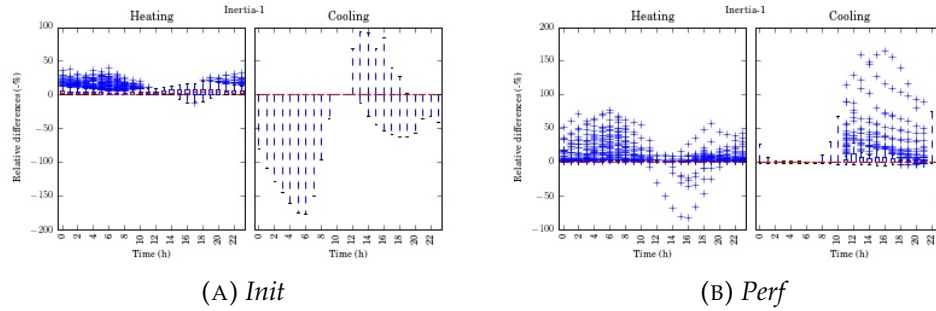 Inertia-1
Heating Cooling
Relative differences (-%)
100
50
0
−50
−100
−150
−200
0 2 4 6 8 10 12 14 16 18 20 22 0 2 4 6 8 10 12 14 16 18 20 22
Time (h) Time (h)
(A) Init
Inertia-1
Heating Cooling
Relative differences (-%)
200
150
100
50
0
−50
−100
0 2 4 6 8 10 12 14 16 18 20 22 0 2 4 6 8 10 12 14 16 18 20 22
Time (h) Time (h)
(B) Perf